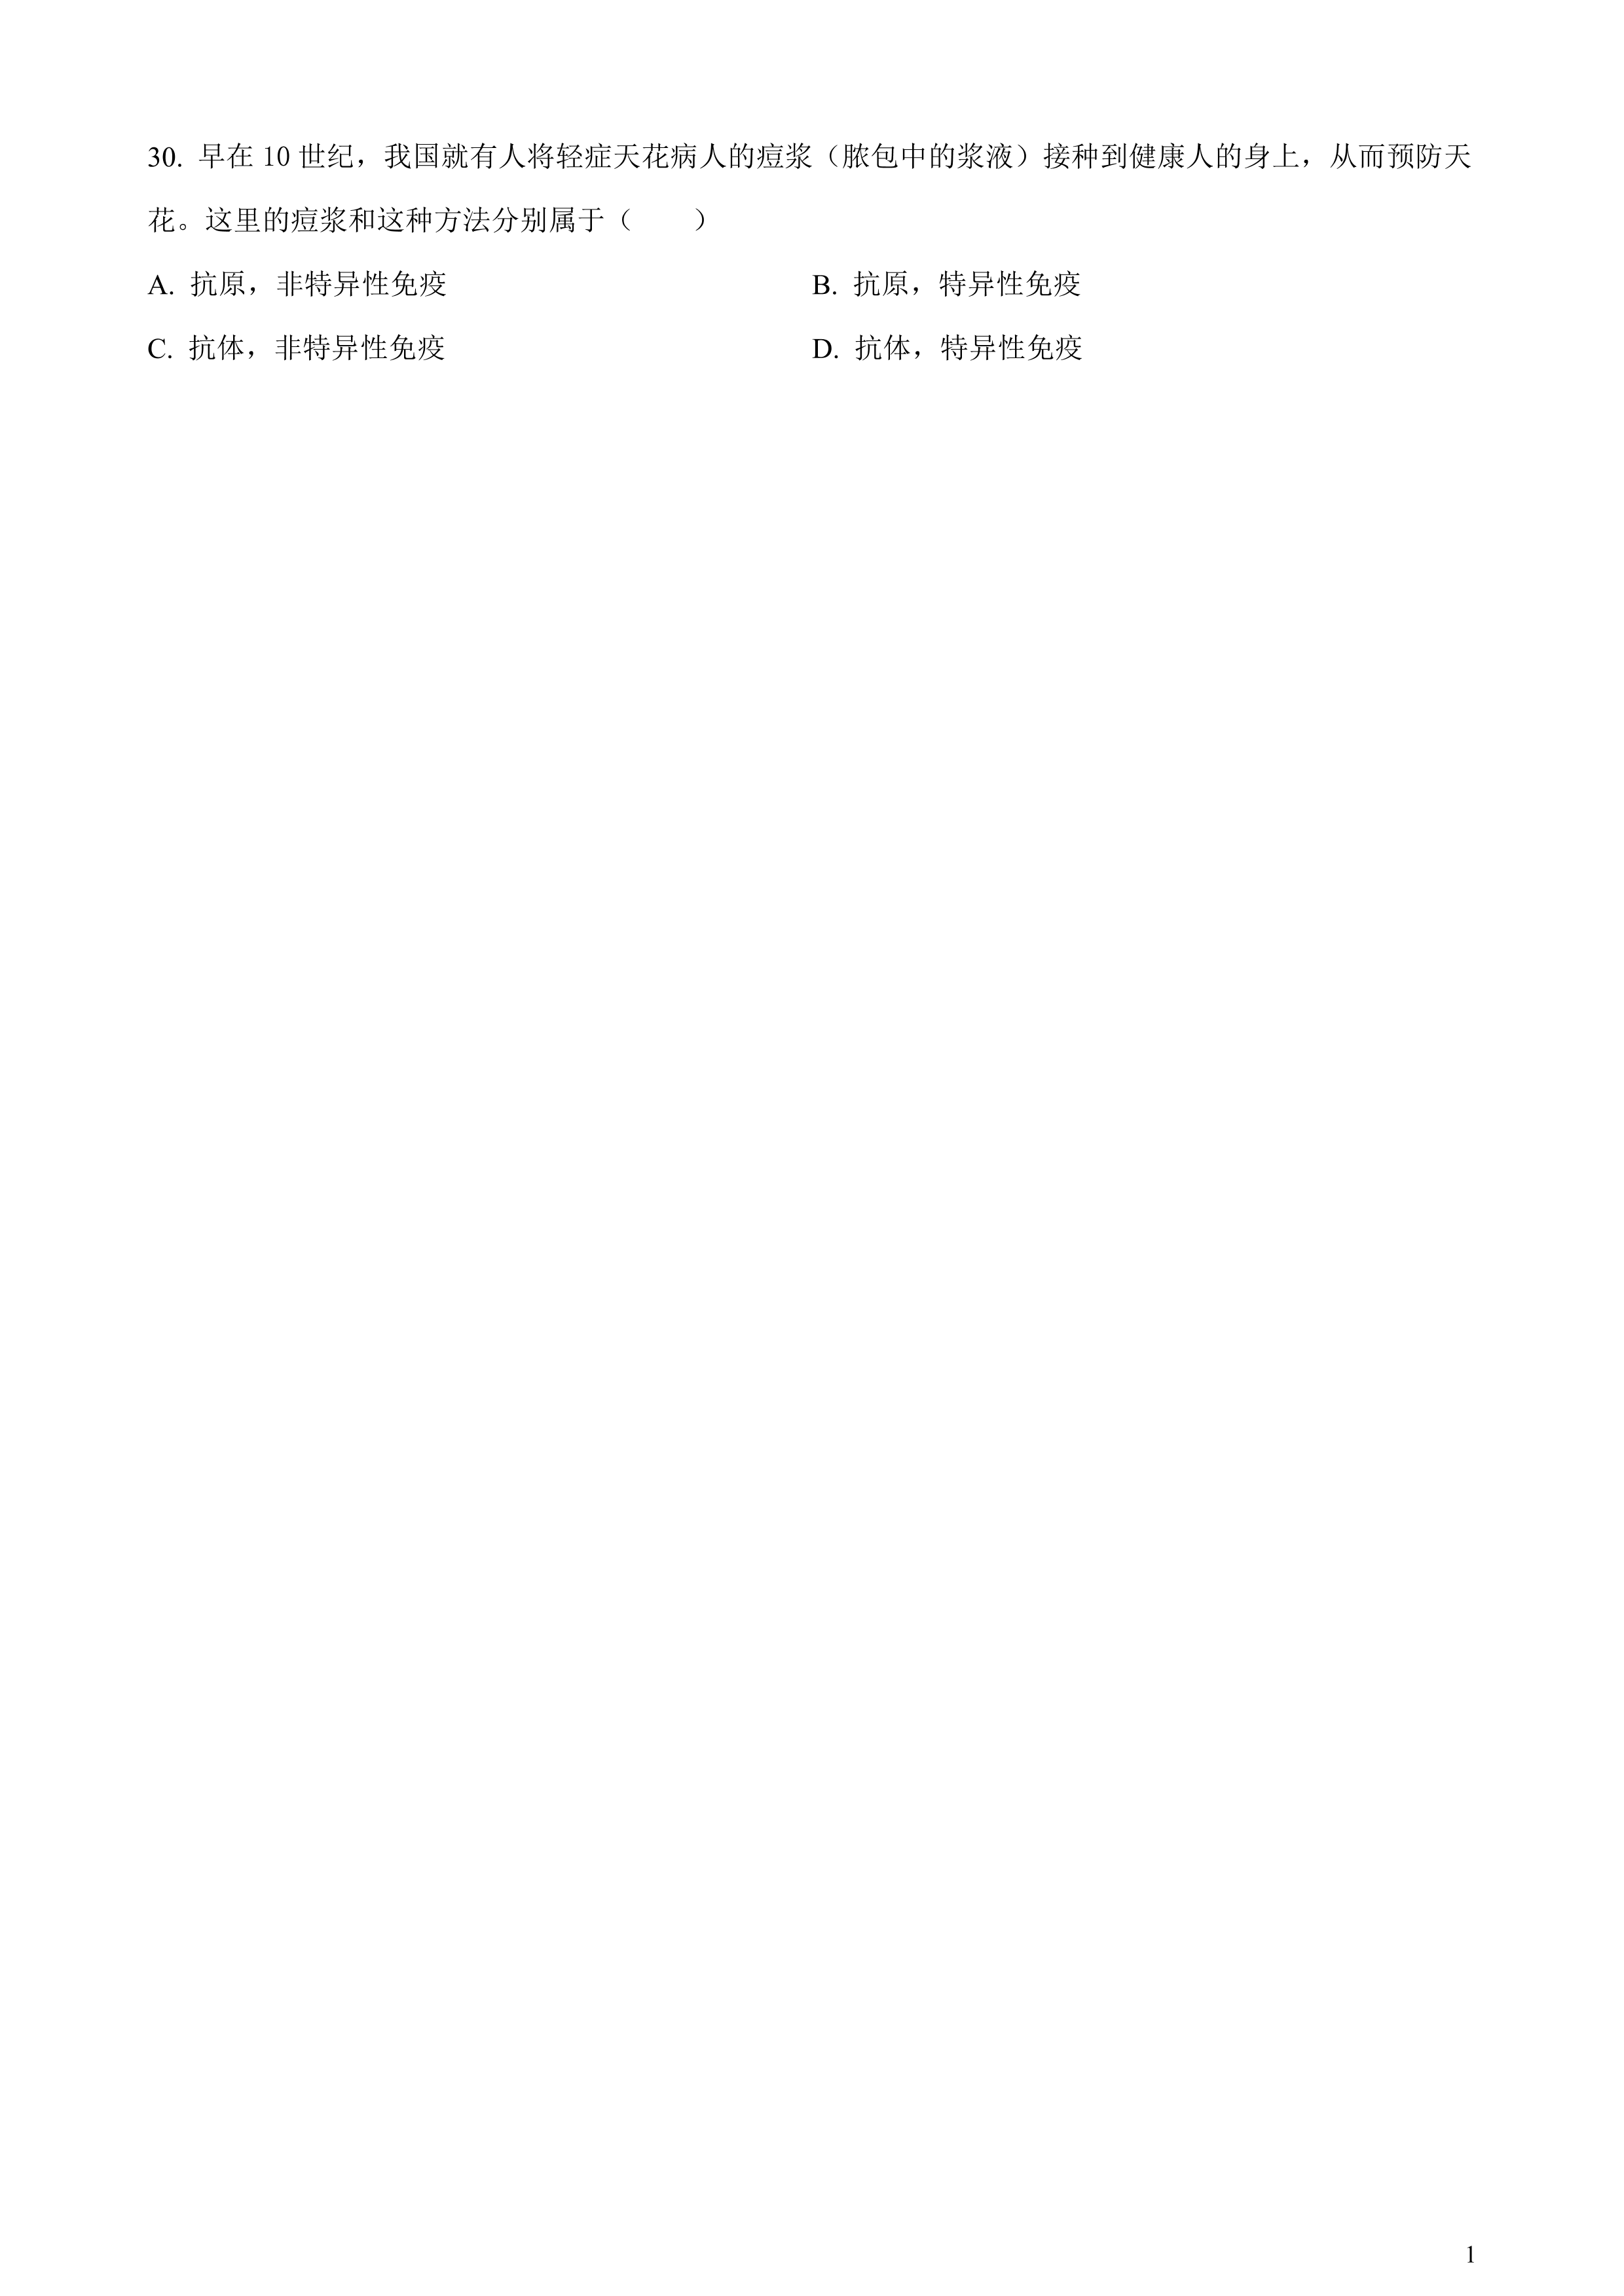 30. 早在 10 世纪，我国就有人将轻症天花病人的痘浆（脓包中的浆液）接种到健康人的身上，从而预防天
花。这里的痘浆和这种方法分别属于（　　）
A. 抗原，非特异性免疫　　B. 抗原，特异性免疫
C. 抗体，非特异性免疫　　D. 抗体，特异性免疫
1